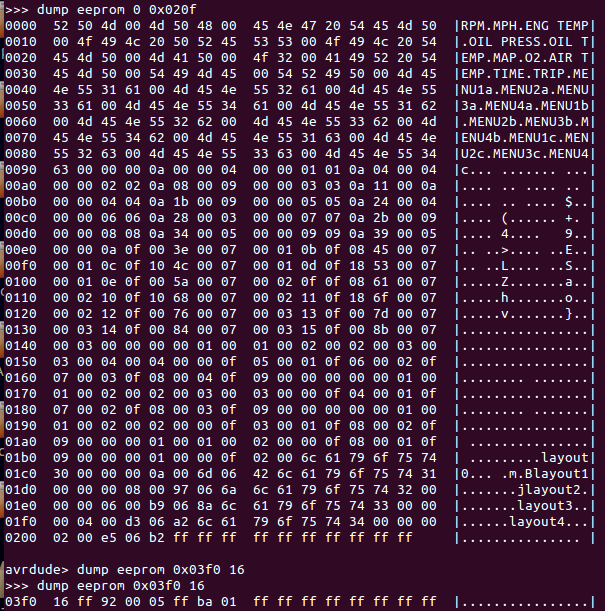 >>> dump eeprom 0 0x020f
0000  52 50 4d 00 4d 50 48 00  45 4e 47 20 54 45 4d 50  |RPM.MPH.ENG TEMP|
0010  00 4f 49 4c 20 50 52 45  53 53 00 4f 49 4c 20 54  |.OIL PRESS.OIL T|
0020  45 4d 50 00 4d 41 50 00  4f 32 00 41 49 52 20 54  |EMP.MAP.O2.AIR T|
0030  45 4d 50 00 54 49 4d 45  00 54 52 49 50 00 4d 45  |EMP.TIME.TRIP.ME|
0040  4e 55 31 61 00 4d 45 4e  55 32 61 00 4d 45 4e 55  |NU1a.MENU2a.MENU|
0050  33 61 00 4d 45 4e 55 34  61 00 4d 45 4e 55 31 62  |3a.MENU4a.MENU1b|
0060  00 4d 45 4e 55 32 62 00  4d 45 4e 55 33 62 00 4d  |.MENU2b.MENU3b.M|
0070  45 4e 55 34 62 00 4d 45  4e 55 31 63 00 4d 45 4e  |ENU4b.MENU1c.MEN|
0080  55 32 63 00 4d 45 4e 55  33 63 00 4d 45 4e 55 34  |U2c.MENU3c.MENU4|
0090  63 00 00 0a 00 00 04 00  00 01 01 0a 04 00 04  |c... ....... ...|
00a0  00 00 02 02 0a 08 00 09  00 00 03 03 0a 11 00 0a  |.... .. .... .. |
00b0  00 00 04 04 0a 1b 00 09  00 00 05 05 0a 24 00 04  |.... .. .... $..|
00c0  00 00 06 06 0a 28 00 03  00 00 07 07 0a 2b 00 09  |.... (...... +..|
00d0  00 00 08 08 0a 34 00 05  00 00 09 09 0a 39 00 05  |.... 4...... 9..|
00e0  00 00 0a 0f 00 3e 00 07  00 01 0b 0f 08 45 00 07  |.. ..>.......E..|
00f0  00 01 0c 0f 10 4c 00 07  00 01 0d 0f 18 53 00 07  |.. ..L.......S..|
0100  00 01 0e 0f 00 5a 00 07  00 02 0f 0f 08 61 00 07  |.....Z.......a..|
0110  00 02 10 0f 10 68 00 07  00 02 11 0f 18 6f 00 07  |.....h.......o..|
0120  00 02 12 0f 00 76 00 07  00 03 13 0f 00 7d 00 07  |.....v.......}..|
0130  00 03 14 0f 00 84 00 07  00 03 15 0f 00 8b 00 07  |................|
0140  00 03 00 00 00 00 01 00  01 00 02 00 02 00 03 00  |................|
0150  03 00 04 00 04 00 00 0f  05 00 01 0f 06 00 02 0f  |................|
0160  07 00 03 0f 08 00 04 0f  09 00 00 00 00 00 01 00  |................|
0170  01 00 02 00 02 00 03 00  03 00 00 0f 04 00 01 0f  |................|
0180  07 00 02 0f 08 00 03 0f  09 00 00 00 00 00 01 00  |................|
0190  01 00 02 00 02 00 00 0f  03 00 01 0f 08 00 02 0f  |................|
01a0  09 00 00 00 01 00 01 00  02 00 00 0f 08 00 01 0f  |................|
01b0  09 00 00 00 01 00 00 0f  02 00 6c 61 79 6f 75 74  | .........layout|
01c0  30 00 00 00 0a 00 6d 06  42 6c 61 79 6f 75 74 31  |0... .m.Blayout1|
01d0  00 00 00 08 00 97 06 6a  6c 61 79 6f 75 74 32 00  |.......jlayout2.|
01e0  00 00 06 00 b9 06 8a 6c  61 79 6f 75 74 33 00 00  |.......layout3..|
01f0  00 04 00 d3 06 a2 6c 61  79 6f 75 74 34 00 00 00  |......layout4...|
0200  02 00 e5 06 b2 ff ff ff  ff ff ff ff ff ff ff  |............... |
avrdude> dump eeprom 0x03f0 16
>>> dump eeprom 0x03f0 16
03f0  16 ff 92 00 05 ff ba 01  ff ff ff ff ff ff ff ff  |................|